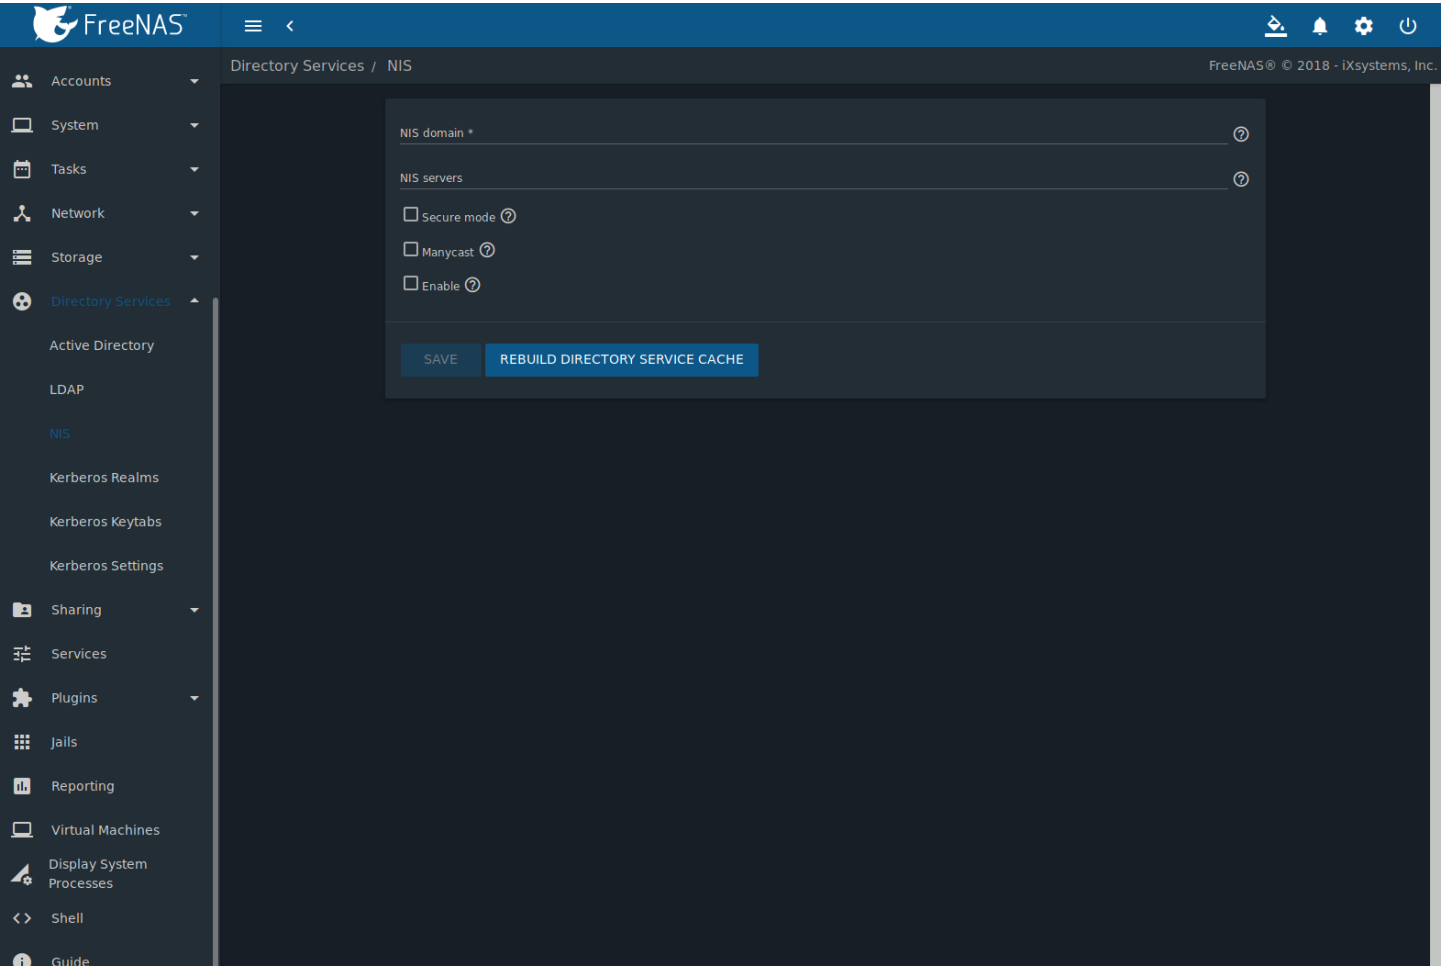 FreeNAS™
Directory Services / NIS
FreeNAS® © 2018 - iXsystems, Inc.
Accounts
System
Tasks
Network
Storage
Directory Services
Active Directory
LDAP
NIS
Kerberos Realms
Kerberos Keytabs
Kerberos Settings
Sharing
Services
Plugins
Jails
Reporting
Virtual Machines
Display System
Processes
Shell
Guide
NIS domain *
NIS servers
Secure mode
Manycast
Enable
SAVE
REBUILD DIRECTORY SERVICE CACHE